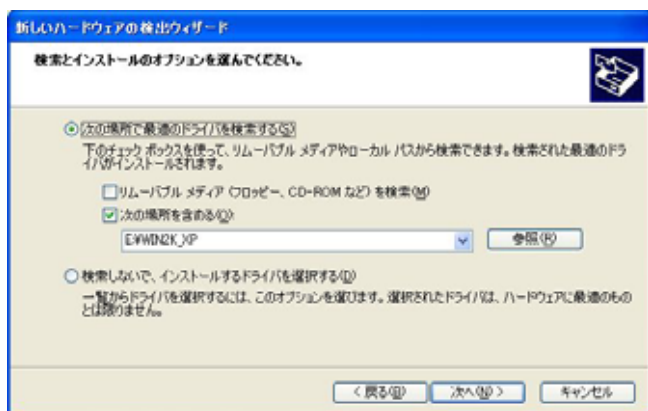 新しいハードウェアの検出ウィザード
検索とインストールのオプションを選んでください。
次の場所で最適のドライバを検索する(S)
下のチェック ボックスを使って、リムーバブル メディアやローカル パスから検索できます。検索された最適のドラ
イバがインストールされます。
リムーバブル メディア (フロッピー、CD-ROM など) を検索(M)
次の場所を含める(O):
E:¥WIN2K_XP
参照(R)
検索しないで、インストールするドライバを選択する(D)
一覧からドライバを選択するには、このオプションを選びます。選択されたドライバは、ハードウェアに最適のもの
とは限りません。
< 戻る(B) 次へ(N) > キャンセル